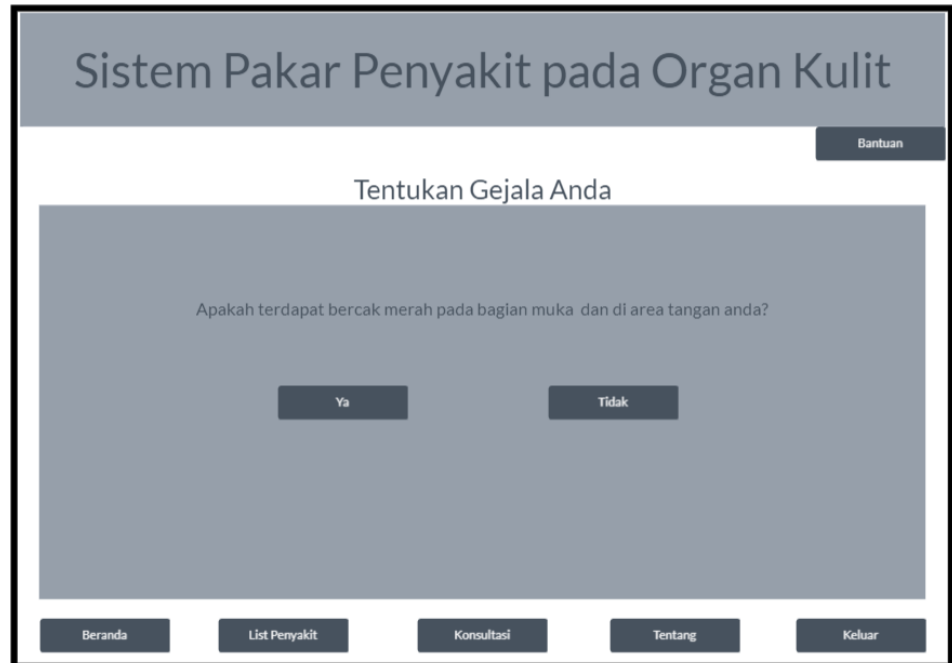 Sistem Pakar Penyakit pada Organ Kulit
Bantuan
Tentukan Gejala Anda
Apakah terdapat bercak merah pada bagian muka dan di area tangan anda?
Ya
Tidak
Beranda
List Penyakit
Konsultasi
Tentang
Keluar